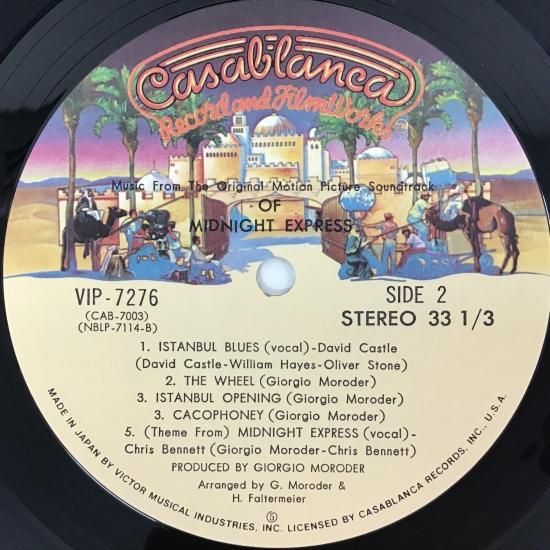 Casablanca
Record and FilmWorks
TM
Music From The Original Motion Picture Soundtrack
OF
MIDNIGHT EXPRESS
VIP-7276
(CAB-7003)
(NBLP-7114-B)
SIDE 2
STEREO 33 1/3
1. ISTANBUL BLUES (vocal)-David Castle
(David Castle-William Hayes-Oliver Stone)
2. THE WHEEL (Giorgio Moroder)
3. ISTANBUL OPENING (Giorgio Moroder)
3. CACOPHONEY (Giorgio Moroder)
5. (Theme From) MIDNIGHT EXPRESS (vocal)-
Chris Bennett (Giorgio Moroder-Chris Bennett)
PRODUCED BY GIORGIO MORODER
Arranged by G. Moroder &
H. Faltermeier
⑤
MADE IN JAPAN BY VICTOR MUSICAL INDUSTRIES, INC. LICENSED BY CASABLANCA RECORDS, INC., U.S.A.